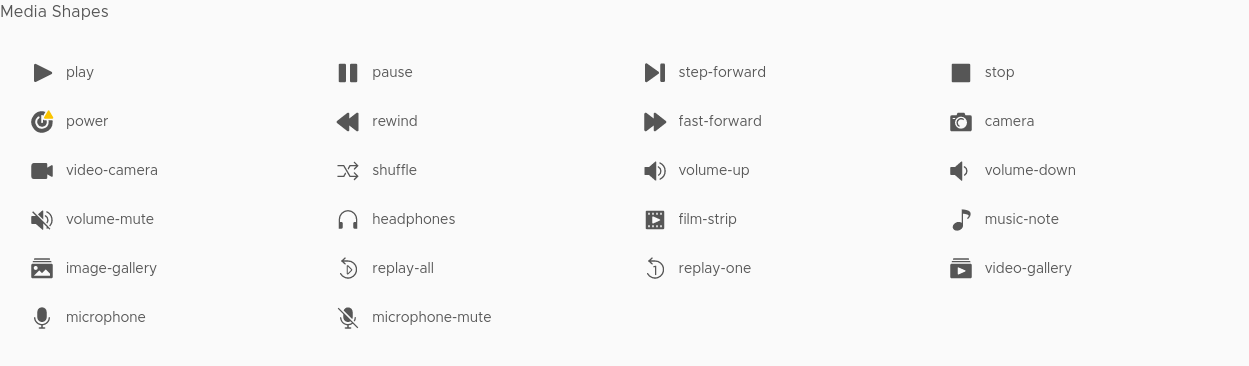 Media Shapes
play pause step-forward stop
power rewind fast-forward camera
video-camera shuffle volume-up volume-down
volume-mute headphones film-strip music-note
image-gallery replay-all replay-one video-gallery
microphone microphone-mute